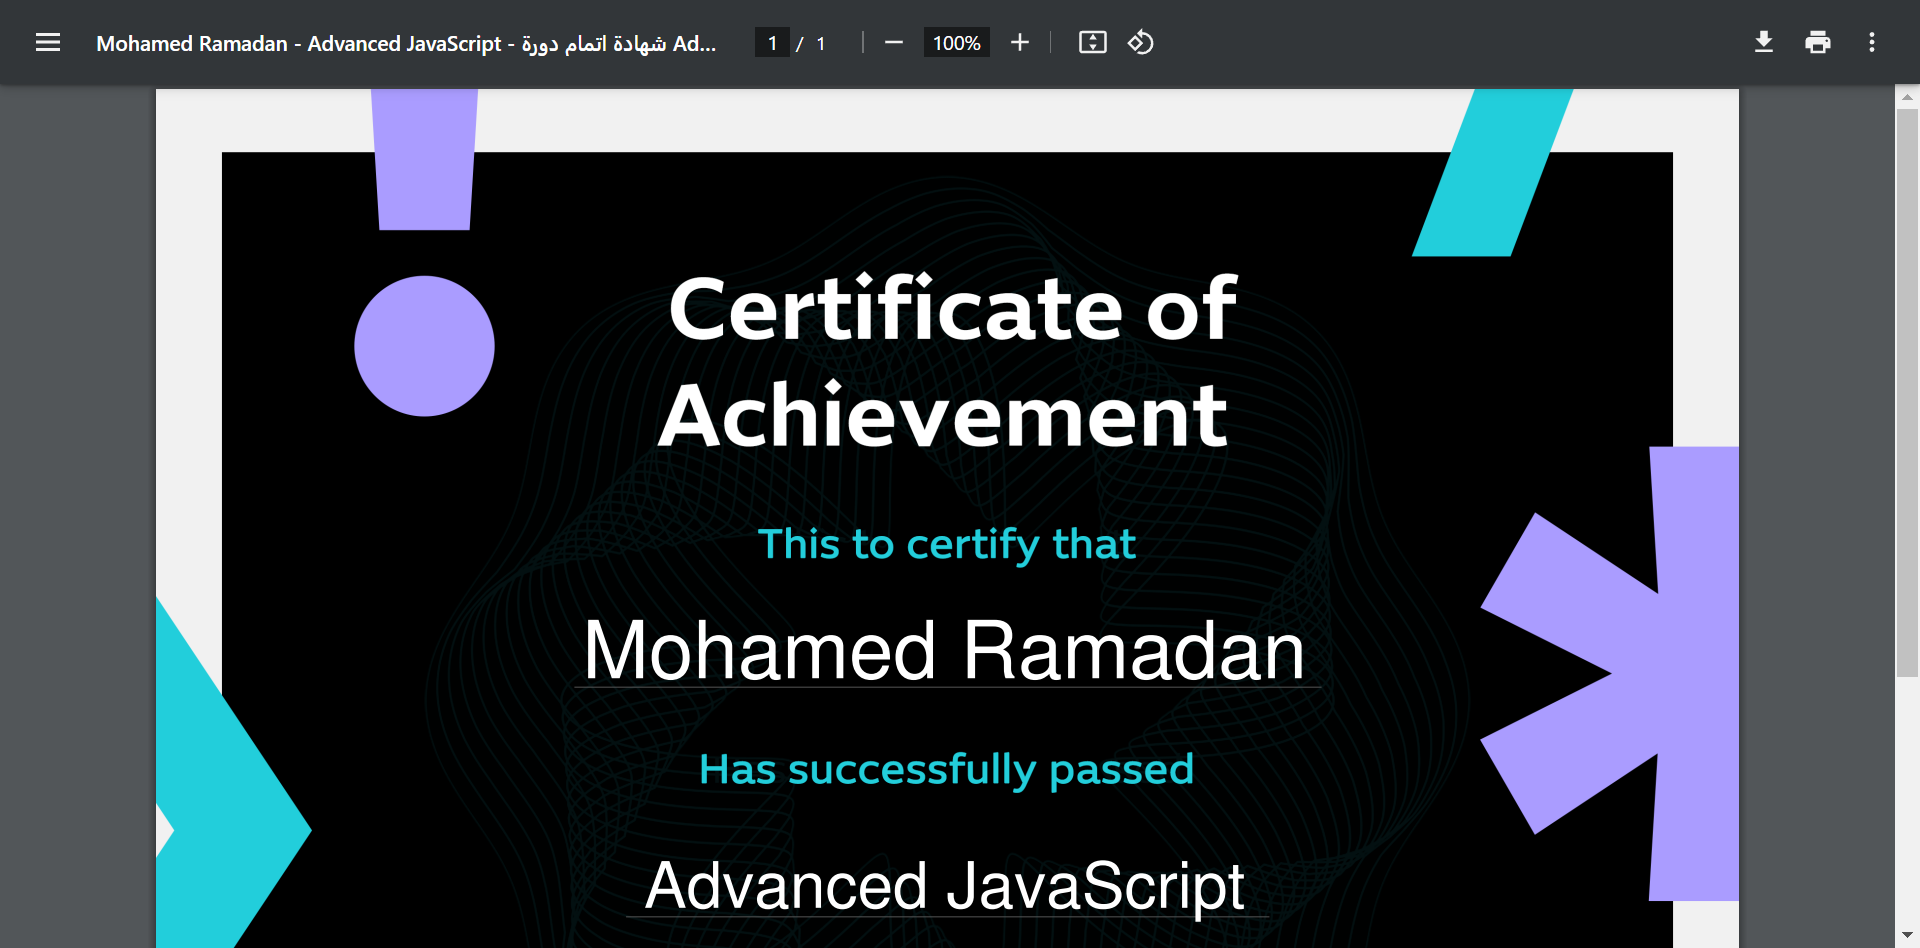 Mohamed Ramadan - Advanced JavaScript - شهادة اتمام دورة Ad...
1 / 1
100%
Certificate of
Achievement
This to certify that
Mohamed Ramadan
Has successfully passed
Advanced JavaScript